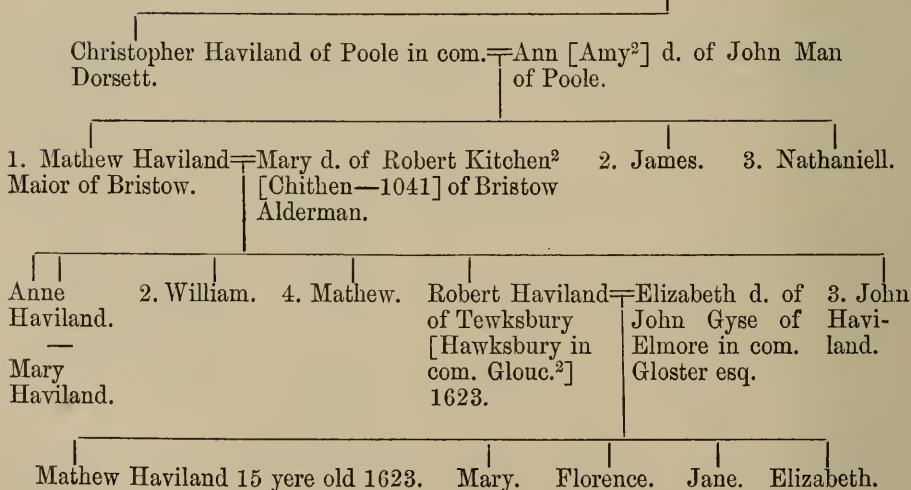 Christopher Haviland of Poole in com.=Ann [Amy²] d. of John Man
Dorsett.
of Poole.
1. Mathew Haviland=Mary d. of Robert Kitchen²
Maior of Bristow.
[Chithen—1041] of Bristow
Alderman.
2. James.
3. Nathaniell.
Anne
Haviland.
—
Mary
Haviland.
2. William.
4. Mathew.
Robert Haviland=Elizabeth d. of
of Tewksbury
[Hawksbury in
com. Glouc.²]
1623.
John Gyse of
Elmore in com.
Gloster esq.
3. John
Havi-
land.
Mathew Haviland 15 yere old 1623.
Mary.
Florence.
Jane.
Elizabeth.